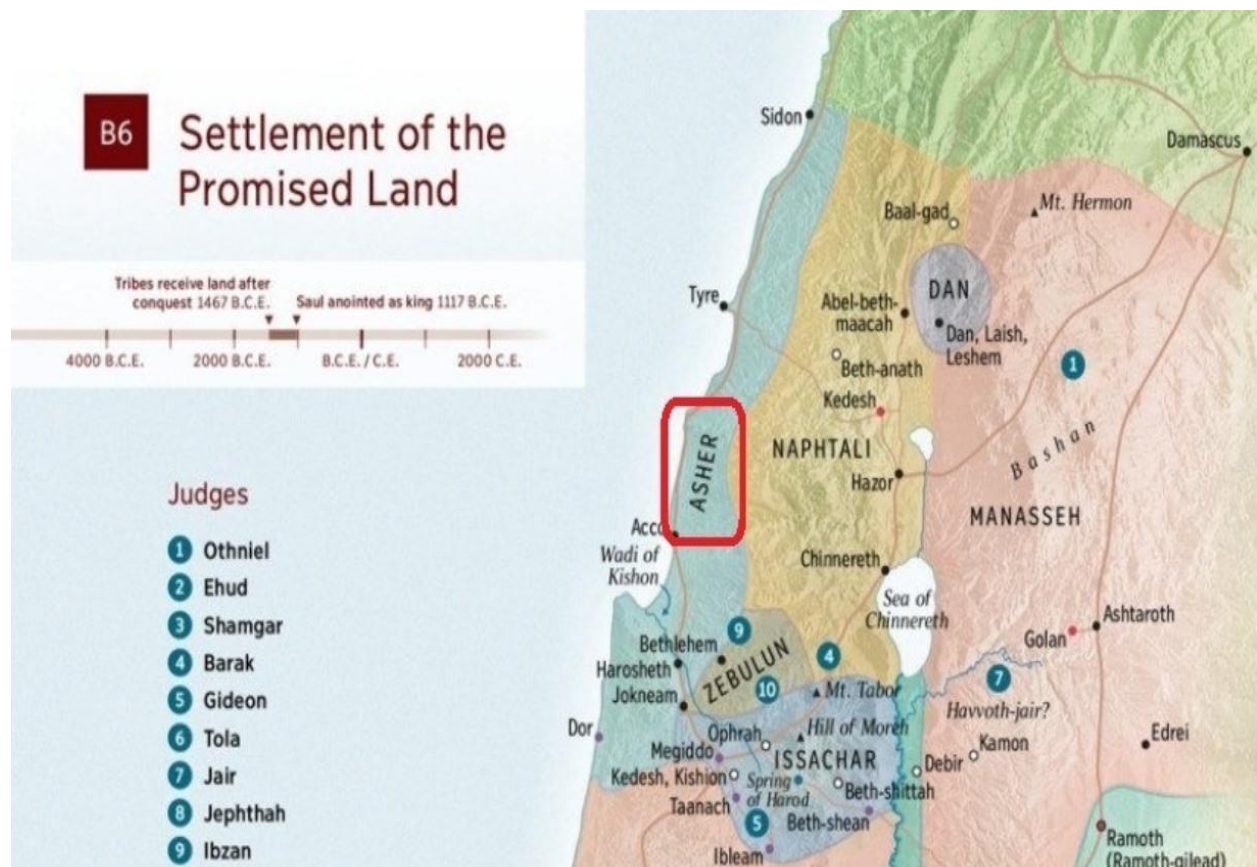 B6
Settlement of the
Promised Land
Tribes receive land after
conquest 1467 B.C.E.
Saul anointed as king 1117 B.C.E.
4000 B.C.E.
2000 B.C.E.
B.C.E./C.E.
2000 C.E.
Judges
1 Othniel
2 Ehud
3 Shamgar
4 Barak
5 Gideon
6 Tola
7 Jair
8 Jephthah
9 Ibzan
Sidon
Damascus
Baal-gad
Mt. Hermon
DAN
Tyre
Abel-beth-
maacah
Dan, Laish,
Leshem
Beth-anath
1
Kedesh
ASHER
NAPHTALI
Bashan
Hazor
MANASSEH
Acco
Wadi of
Kishon
Chinnereth
Sea of
Chinnereth
Ashtaroth
Golan
9
Bethlehem
Harosheth
ZEBULUN
4
Jokneam
10
Mt. Tabor
7
Havvoth-jair?
Dor
Ophrah
Hill of Moreh
Edrei
Megiddo
ISSACHAR
Kamon
Debir
Kedesh, Kishion
Spring
of Harod
Beth-shittah
Taanach
5
Beth-shean
Ibleam
Ramoth
(Ramoth-gilead)